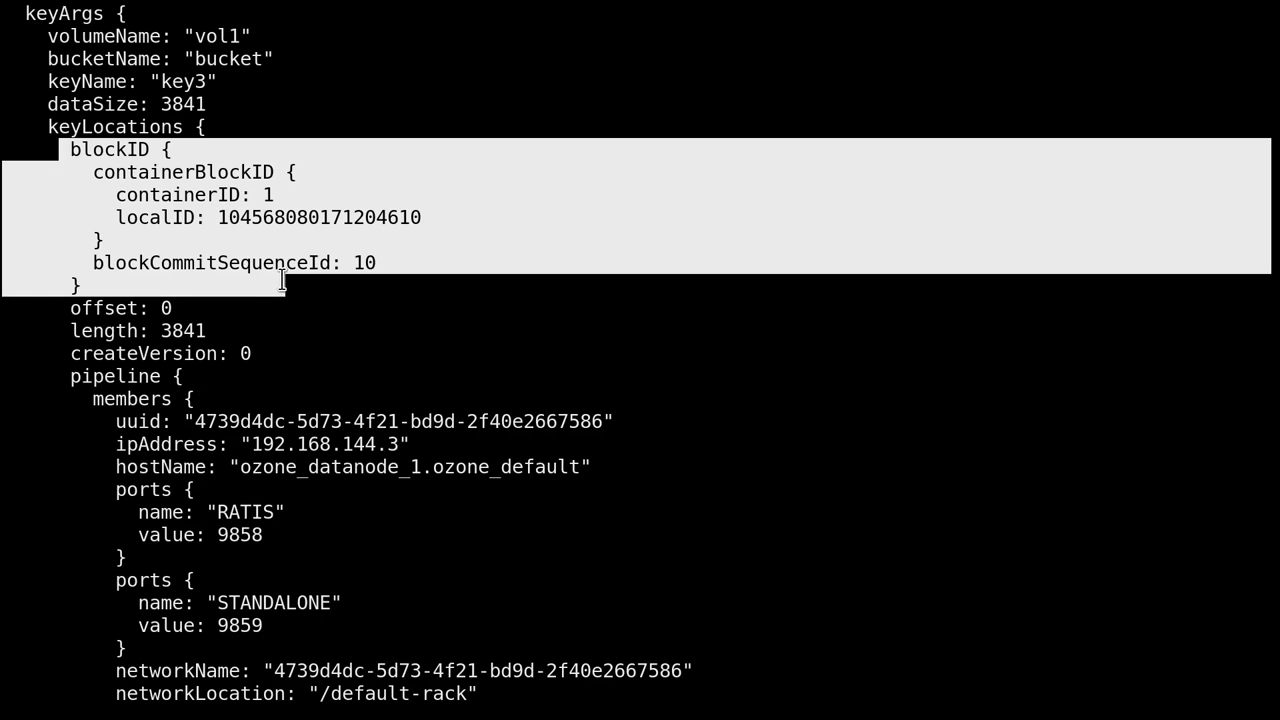 keyArgs {
volumeName: "vol1"
bucketName: "bucket"
keyName: "key3"
dataSize: 3841
keyLocations {
blockID {
containerBlockID {
containerID: 1
localID: 104568080171204610
}
blockCommitSequenceId: 10
}
offset: 0
length: 3841
createVersion: 0
pipeline {
members {
uuid: "4739d4dc-5d73-4f21-bd9d-2f40e2667586"
ipAddress: "192.168.144.3"
hostName: "ozone_datanode_1.ozone_default"
ports {
name: "RATIS"
value: 9858
}
ports {
name: "STANDALONE"
value: 9859
}
networkName: "4739d4dc-5d73-4f21-bd9d-2f40e2667586"
networkLocation: "/default-rack"